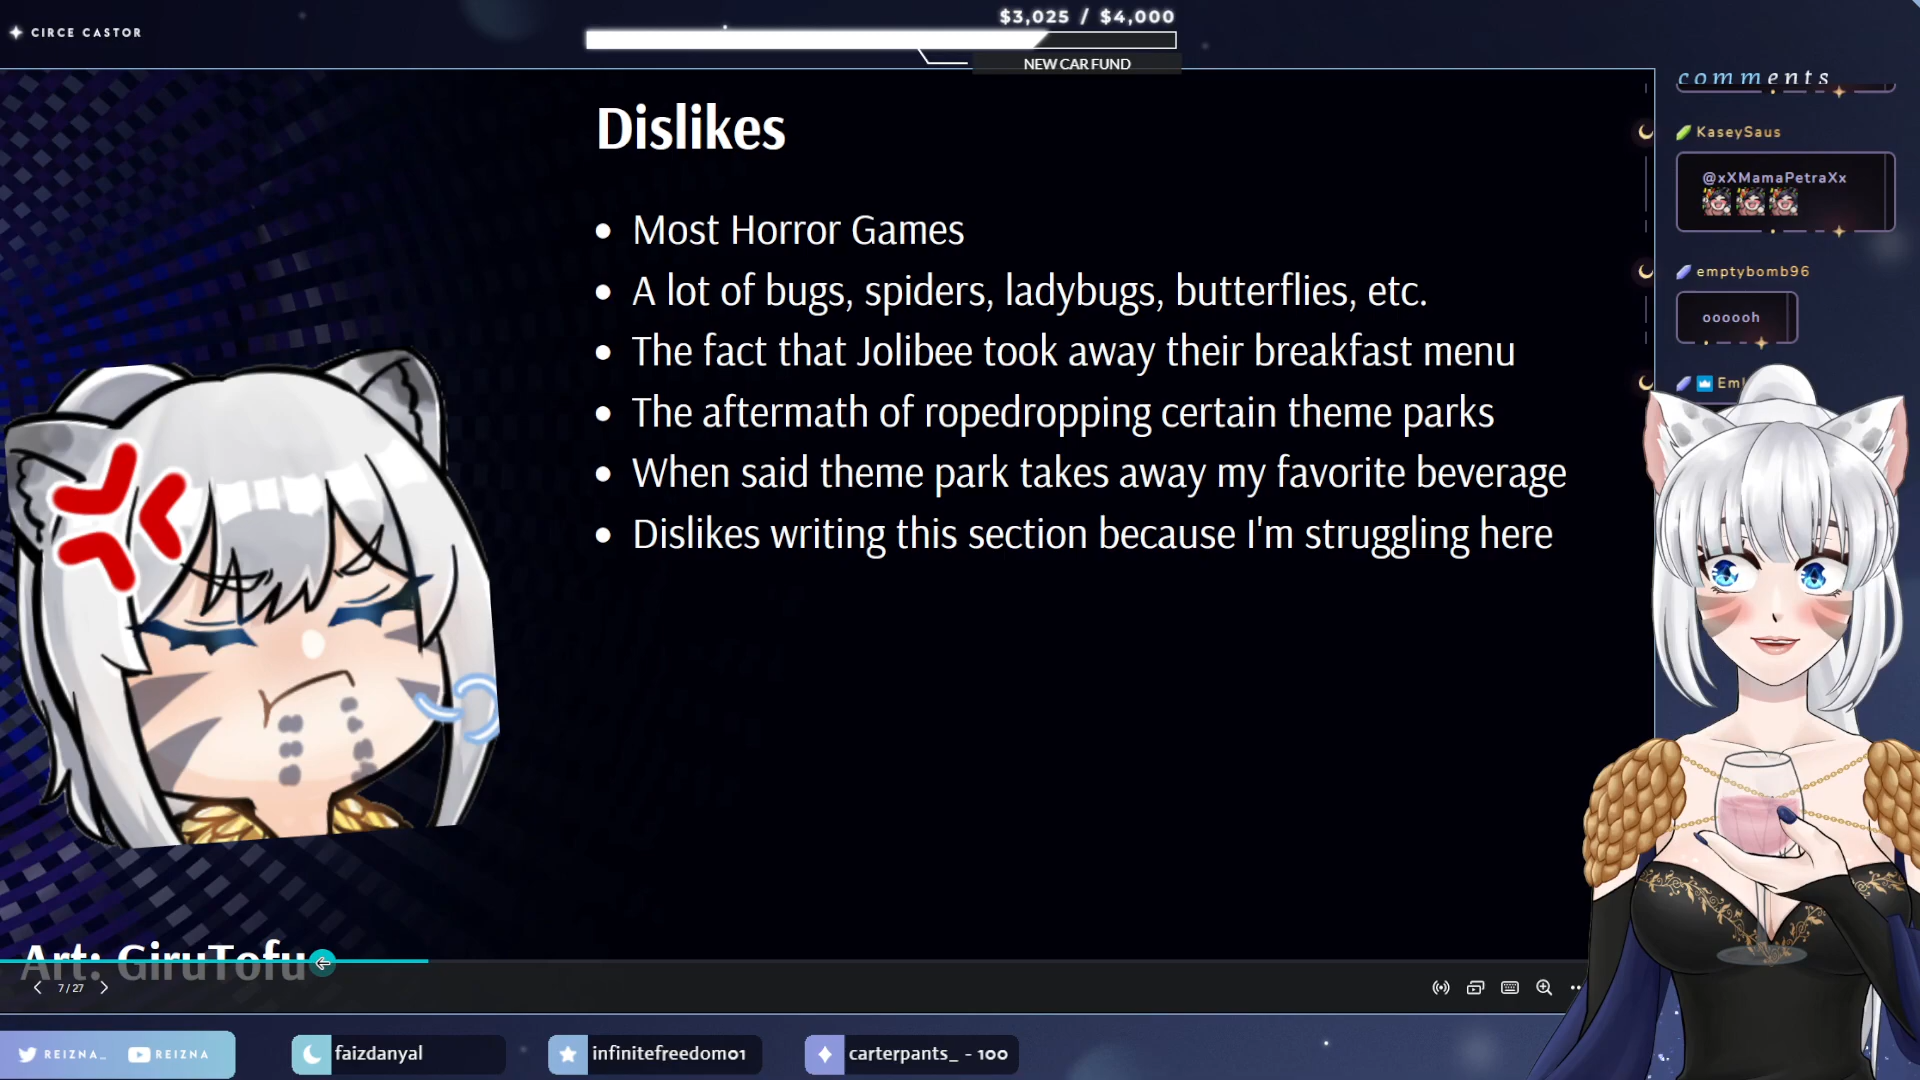 CIRCE CASTOR
$3,025 / $4,000
NEW CAR FUND
Dislikes
• Most Horror Games
• A lot of bugs, spiders, ladybugs, butterflies, etc.
• The fact that Jolibee took away their breakfast menu
• The aftermath of ropedropping certain theme parks
• When said theme park takes away my favorite beverage
• Dislikes writing this section because I'm struggling here
comments
KaseySaus
@xXMamaPetraXx
emptybomb96
oooooh
Art: GiruTofu
7 / 27
REIZNA_ REIZNA
faizdanyal
infinitefreedom01
carterpants_ - 100